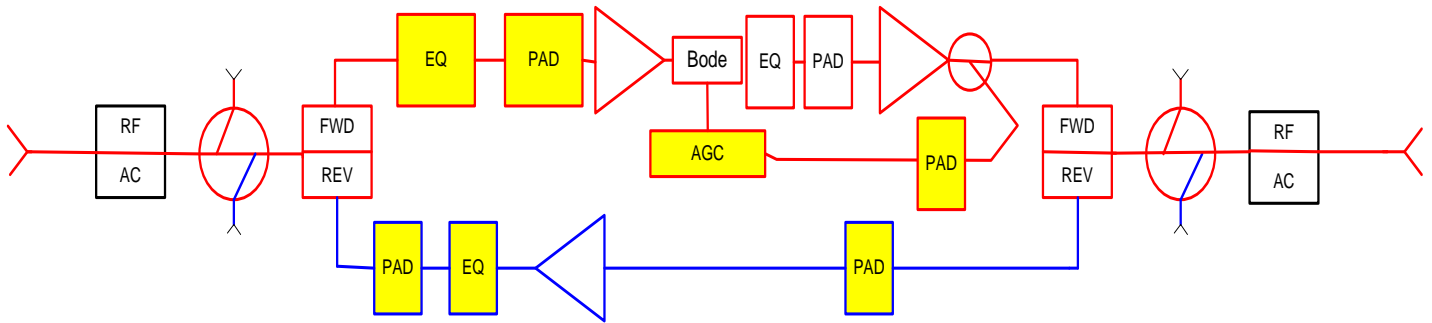 EQ
PAD
Bode
EQ
PAD
RF
AC
FWD
REV
AGC
PAD
FWD
REV
RF
AC
PAD
EQ
PAD